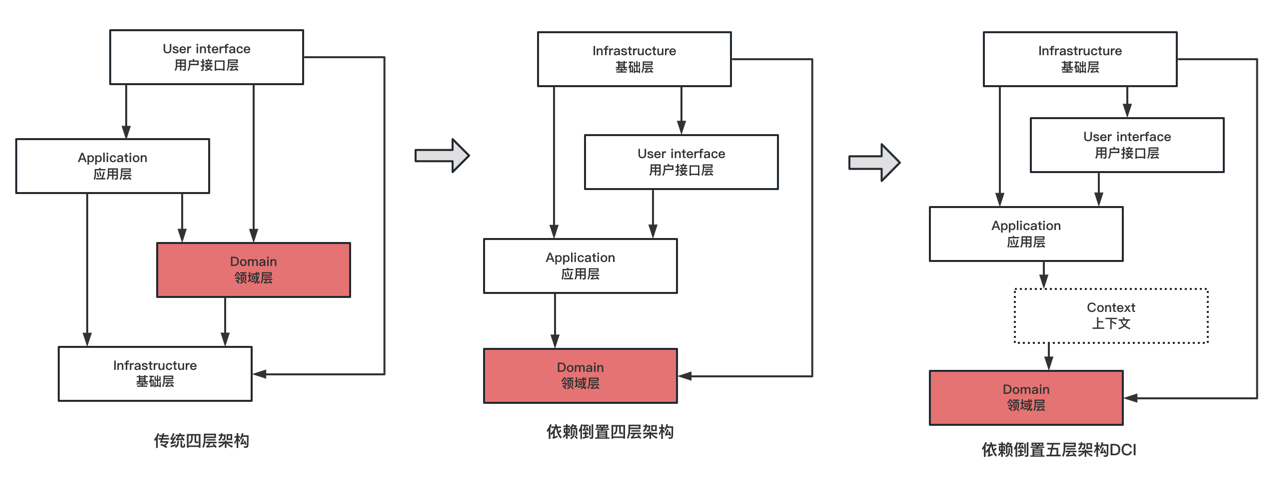 User interface
用户接口层
Application
应用层
Domain
领域层
Infrastructure
基础层
传统四层架构
Infrastructure
基础层
User interface
用户接口层
Application
应用层
Domain
领域层
依赖倒置四层架构
Infrastructure
基础层
User interface
用户接口层
Application
应用层
Context
上下文
Domain
领域层
依赖倒置五层架构DCI